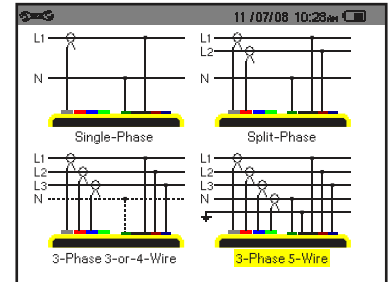 11/07/08 10:28AM
L1
N
Single-Phase
L1
L2
N
Split-Phase
L1
L2
L3
N
3-Phase 3-or-4-Wire
L1
L2
L3
N
3-Phase 5-Wire